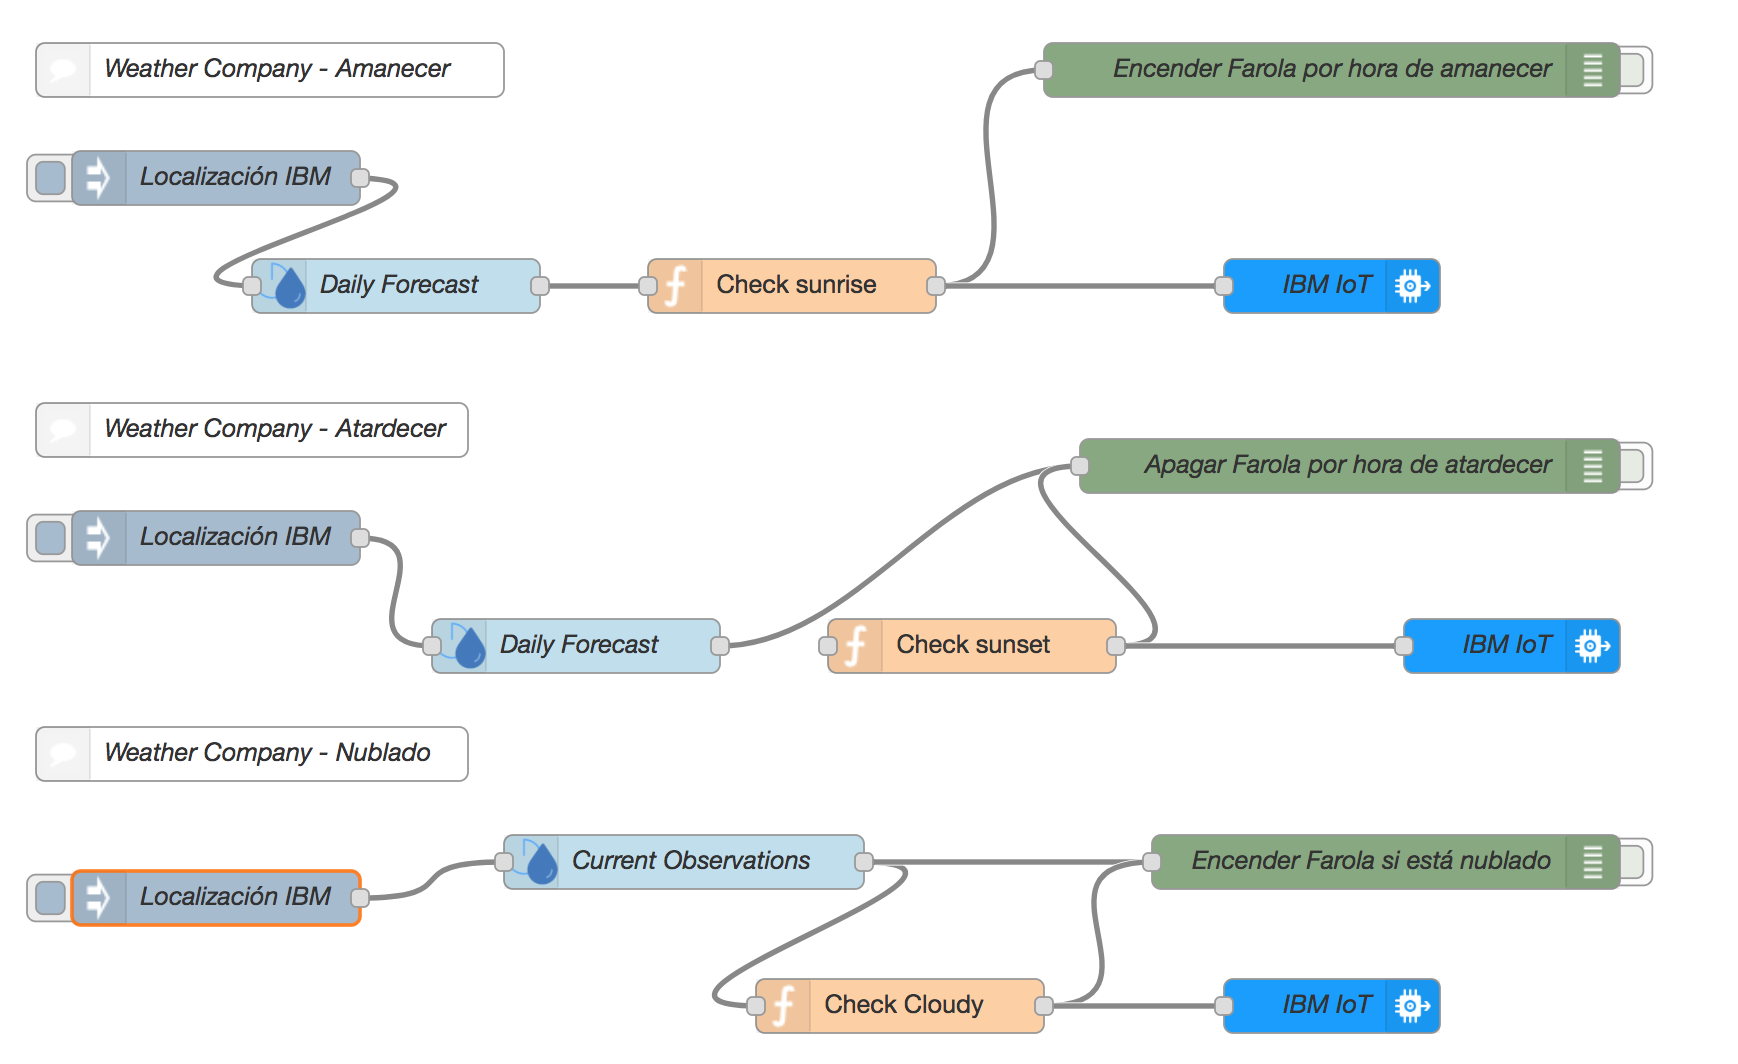 Weather Company - Amanecer
Encender Farola por hora de amanecer
Localización IBM
Daily Forecast
Check sunrise
IBM IoT
Weather Company - Atardecer
Apagar Farola por hora de atardecer
Localización IBM
Daily Forecast
Check sunset
IBM IoT
Weather Company - Nublado
Localización IBM
Current Observations
Encender Farola si está nublado
Check Cloudy
IBM IoT